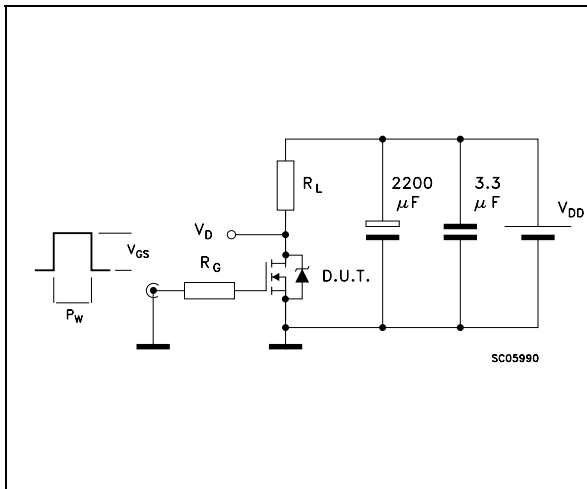 R_L
2200
μF
3.3
μF
V_DD
V_D
V_GS
R_G
D.U.T.
P_W
SC05990